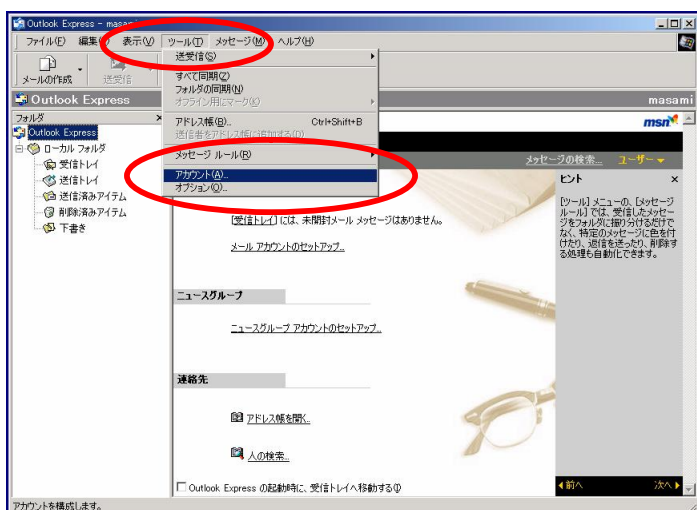 Outlook Express - masami
ファイル(F) 編集(E) 表示(V) ツール(T) メッセージ(M) ヘルプ(H)
メールの作成 送受信
送受信(S)
すべて同期(Z)
フォルダの同期(N)
オフライン用にマーク(K)
アドレス帳(B)... Ctrl+Shift+B
送信者をアドレス帳に追加する(D)
メッセージ ルール(R)
アカウント(A)...
オプション(O)...
Outlook Express masami
フォルダ ×
Outlook Express
ローカル フォルダ
受信トレイ
送信トレイ
送信済みアイテム
削除済みアイテム
下書き
msn
メッセージの検索... ユーザー
[受信トレイ] には、未開封メール メッセージはありません。
メール アカウントのセットアップ...
ニュースグループ
ニュースグループ アカウントのセットアップ...
連絡先
アドレス帳を開く...
人の検索...
Outlook Express の起動時に、受信トレイへ移動する(I)
ヒント ×
[ツール] メニューの、[メッセージ
ルール] では、受信したメッセー
ジをフォルダに振り分けるだけで
なく、特定のメッセージに色を付
けたり、返信を送ったり、削除す
る処理も自動化できます。
前へ 次へ
アカウントを構成します。